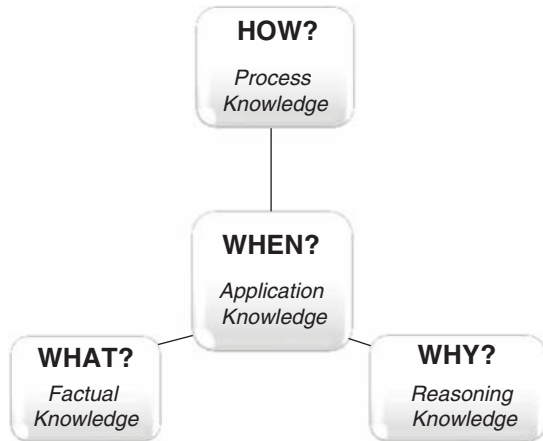 HOW?
Process
Knowledge
WHEN?
Application
Knowledge
WHAT?
Factual
Knowledge
WHY?
Reasoning
Knowledge